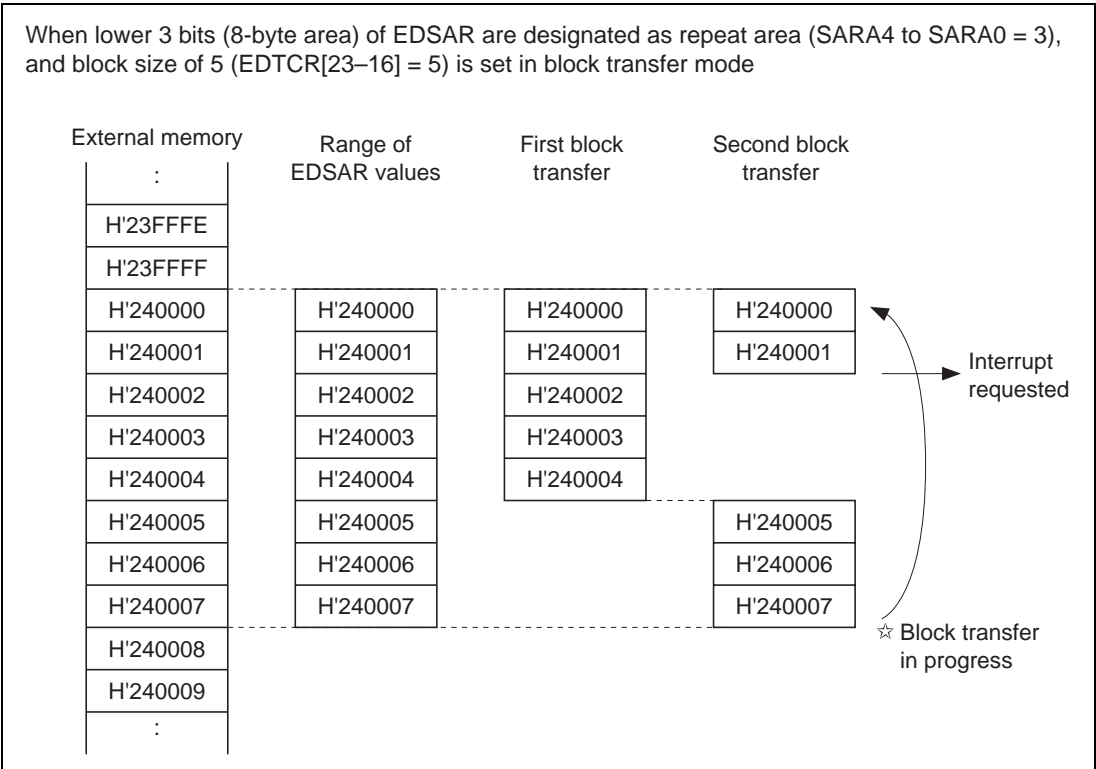 When lower 3 bits (8-byte area) of EDSAR are designated as repeat area (SARA4 to SARA0 = 3),
and block size of 5 (EDTCR[23–16] = 5) is set in block transfer mode
External memory
:
H'23FFFE
H'23FFFF
H'240000
H'240001
H'240002
H'240003
H'240004
H'240005
H'240006
H'240007
H'240008
H'240009
:
Range of
EDSAR values
H'240000
H'240001
H'240002
H'240003
H'240004
H'240005
H'240006
H'240007
First block
transfer
H'240000
H'240001
H'240002
H'240003
H'240004
Second block
transfer
H'240000
H'240001
H'240005
H'240006
H'240007
Interrupt
requested
☆ Block transfer
in progress